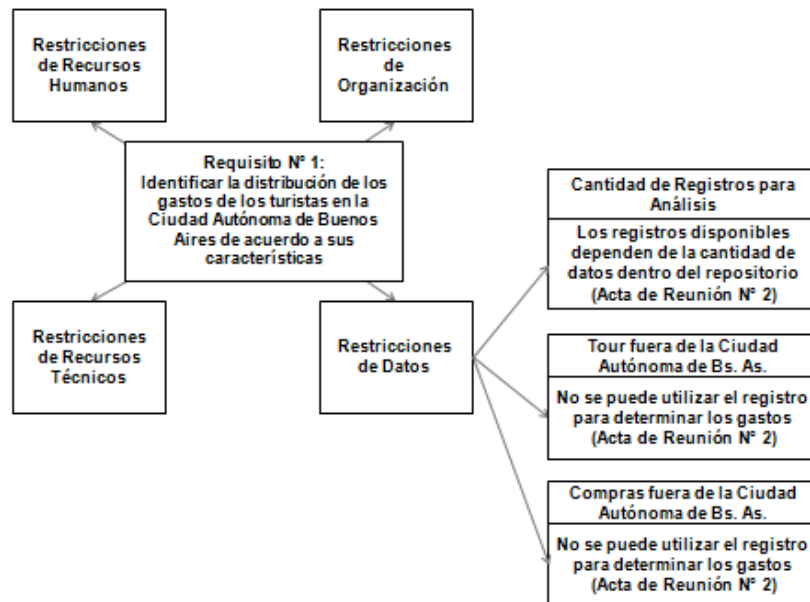 Restricciones
de Recursos
Humanos
Restricciones
de
Organización
Requisito N° 1:
Identificar la distribución de los
gastos de los turistas en la
Ciudad Autónoma de Buenos
Aires de acuerdo a sus
características
Restricciones
de Recursos
Técnicos
Restricciones
de Datos
Cantidad de Registros para
Análisis
Los registros disponibles
dependen de la cantidad de
datos dentro del repositorio
(Acta de Reunión N° 2)
Tour fuera de la Ciudad
Autónoma de Bs. As.
No se puede utilizar el registro
para determinar los gastos
(Acta de Reunión N° 2)
Compras fuera de la Ciudad
Autónoma de Bs. As.
No se puede utilizar el registro
para determinar los gastos
(Acta de Reunión N° 2)